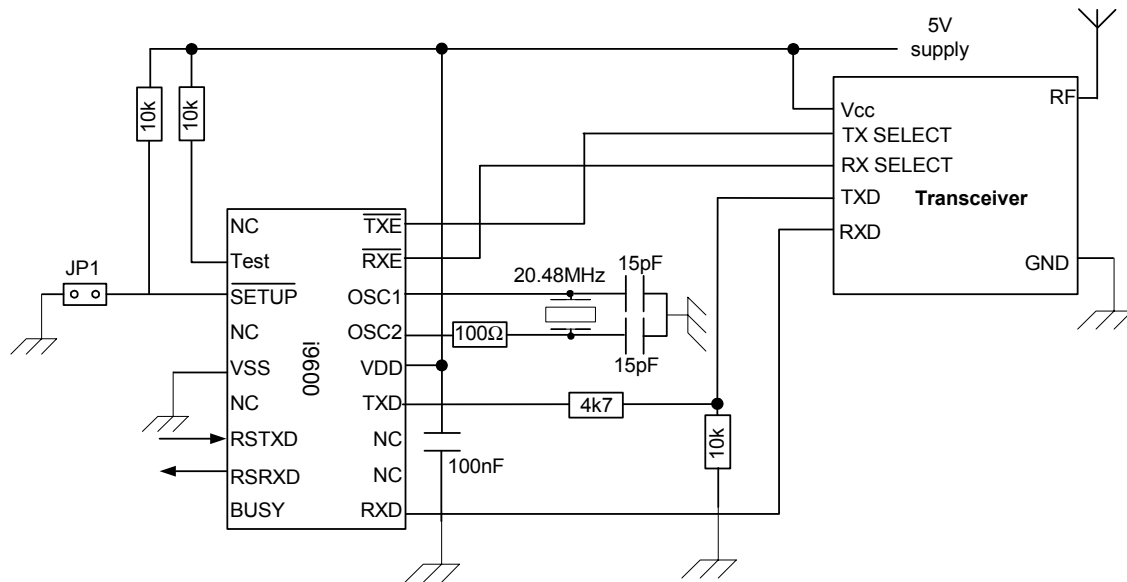 5V
supply
10k
10k
RF
Vcc
TX SELECT
RX SELECT
TXD
Transceiver
RXD
GND
NC
TXE
Test
RXE
15pF
JP1
20.48MHz
SETUP
OSC1
NC
OSC2
100Ω
i9600
VSS
VDD
15pF
NC
TXD
4k7
10k
RSTXD
NC
100nF
RSRXD
NC
BUSY
RXD